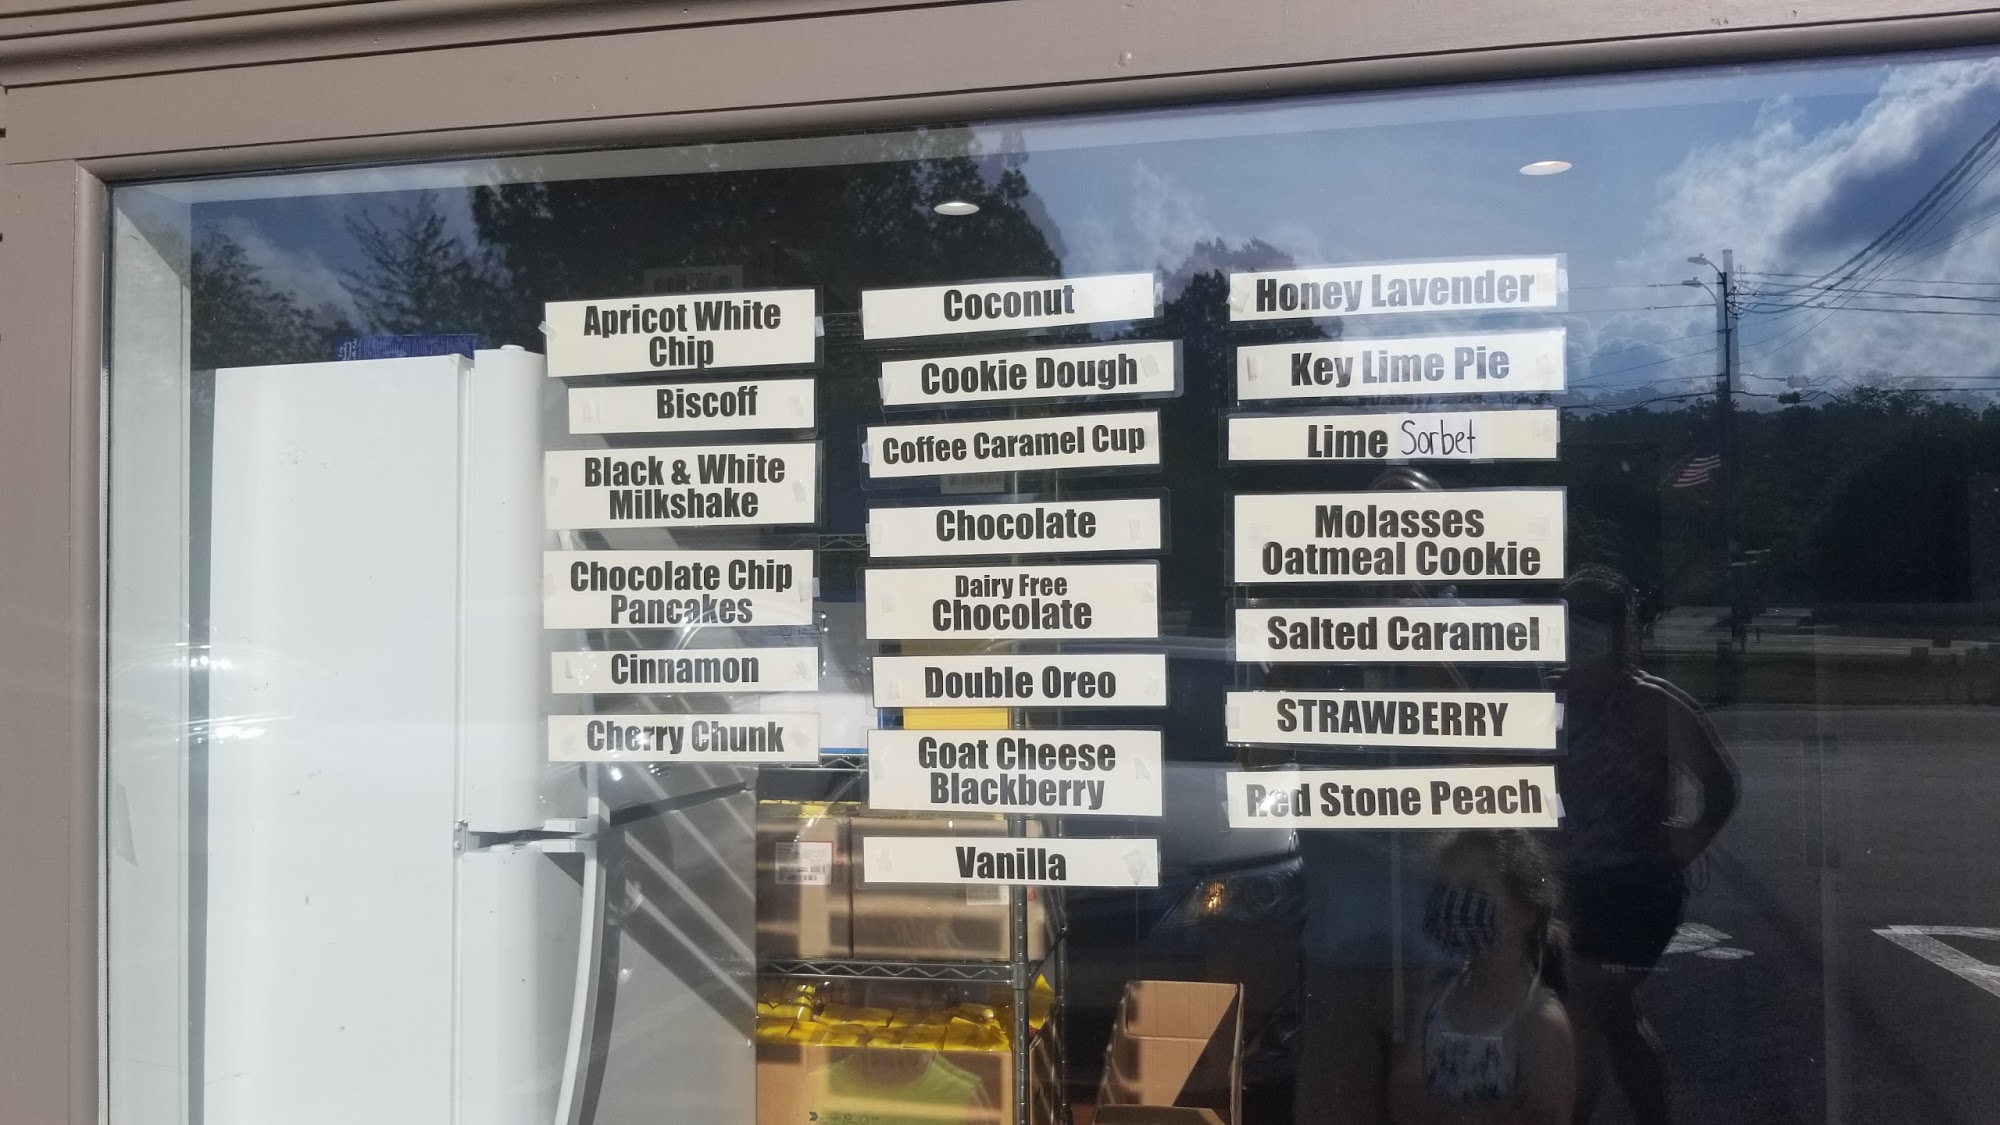 Apricot White
Chip
Biscoff
Black & White
Milkshake
Chocolate Chip
Pancakes
Cinnamon
Cherry Chunk
Coconut
Cookie Dough
Coffee Caramel Cup
Chocolate
Dairy Free
Chocolate
Double Oreo
Goat Cheese
Blackberry
Vanilla
Honey Lavender
Key Lime Pie
Lime Sorbet
Molasses
Oatmeal Cookie
Salted Caramel
STRAWBERRY
Red Stone Peach